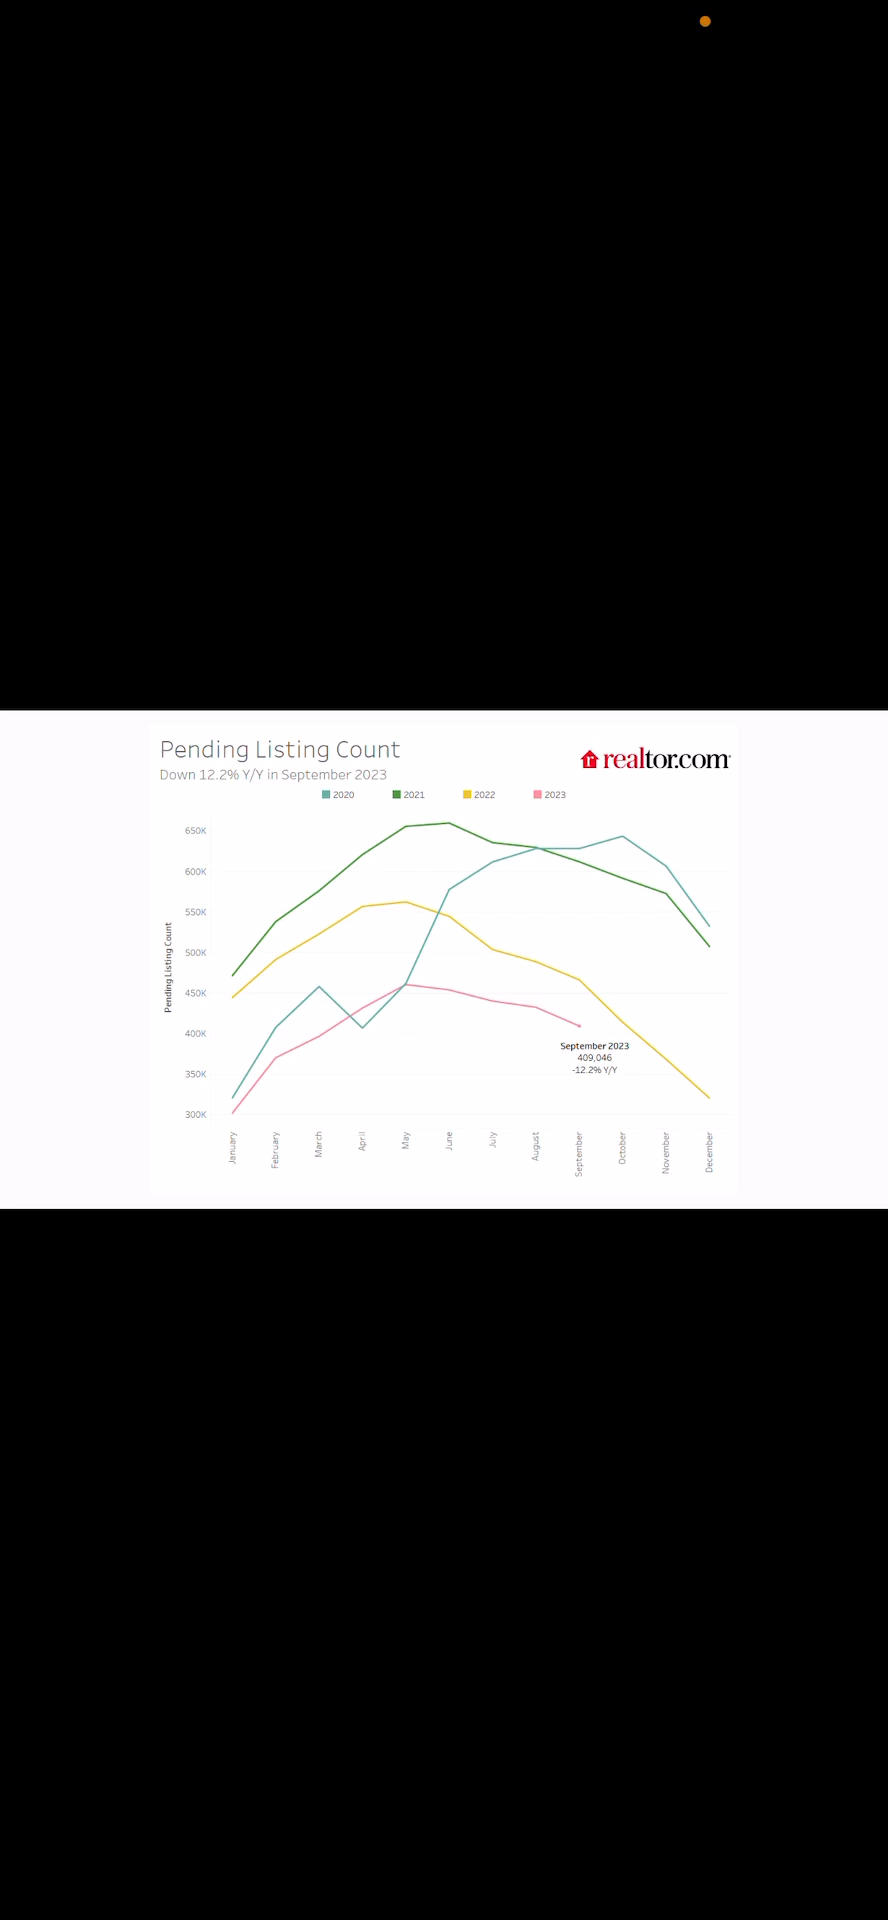 Pending Listing Count
realtor.com
Down 12.2% Y/Y in September 2023
2020 2021 2022 2023
650K
600K
550K
500K
450K
400K
350K
300K
Pending Listing Count
September 2023
409,046
-12.2% Y/Y
January
February
March
April
May
June
July
August
September
October
November
December